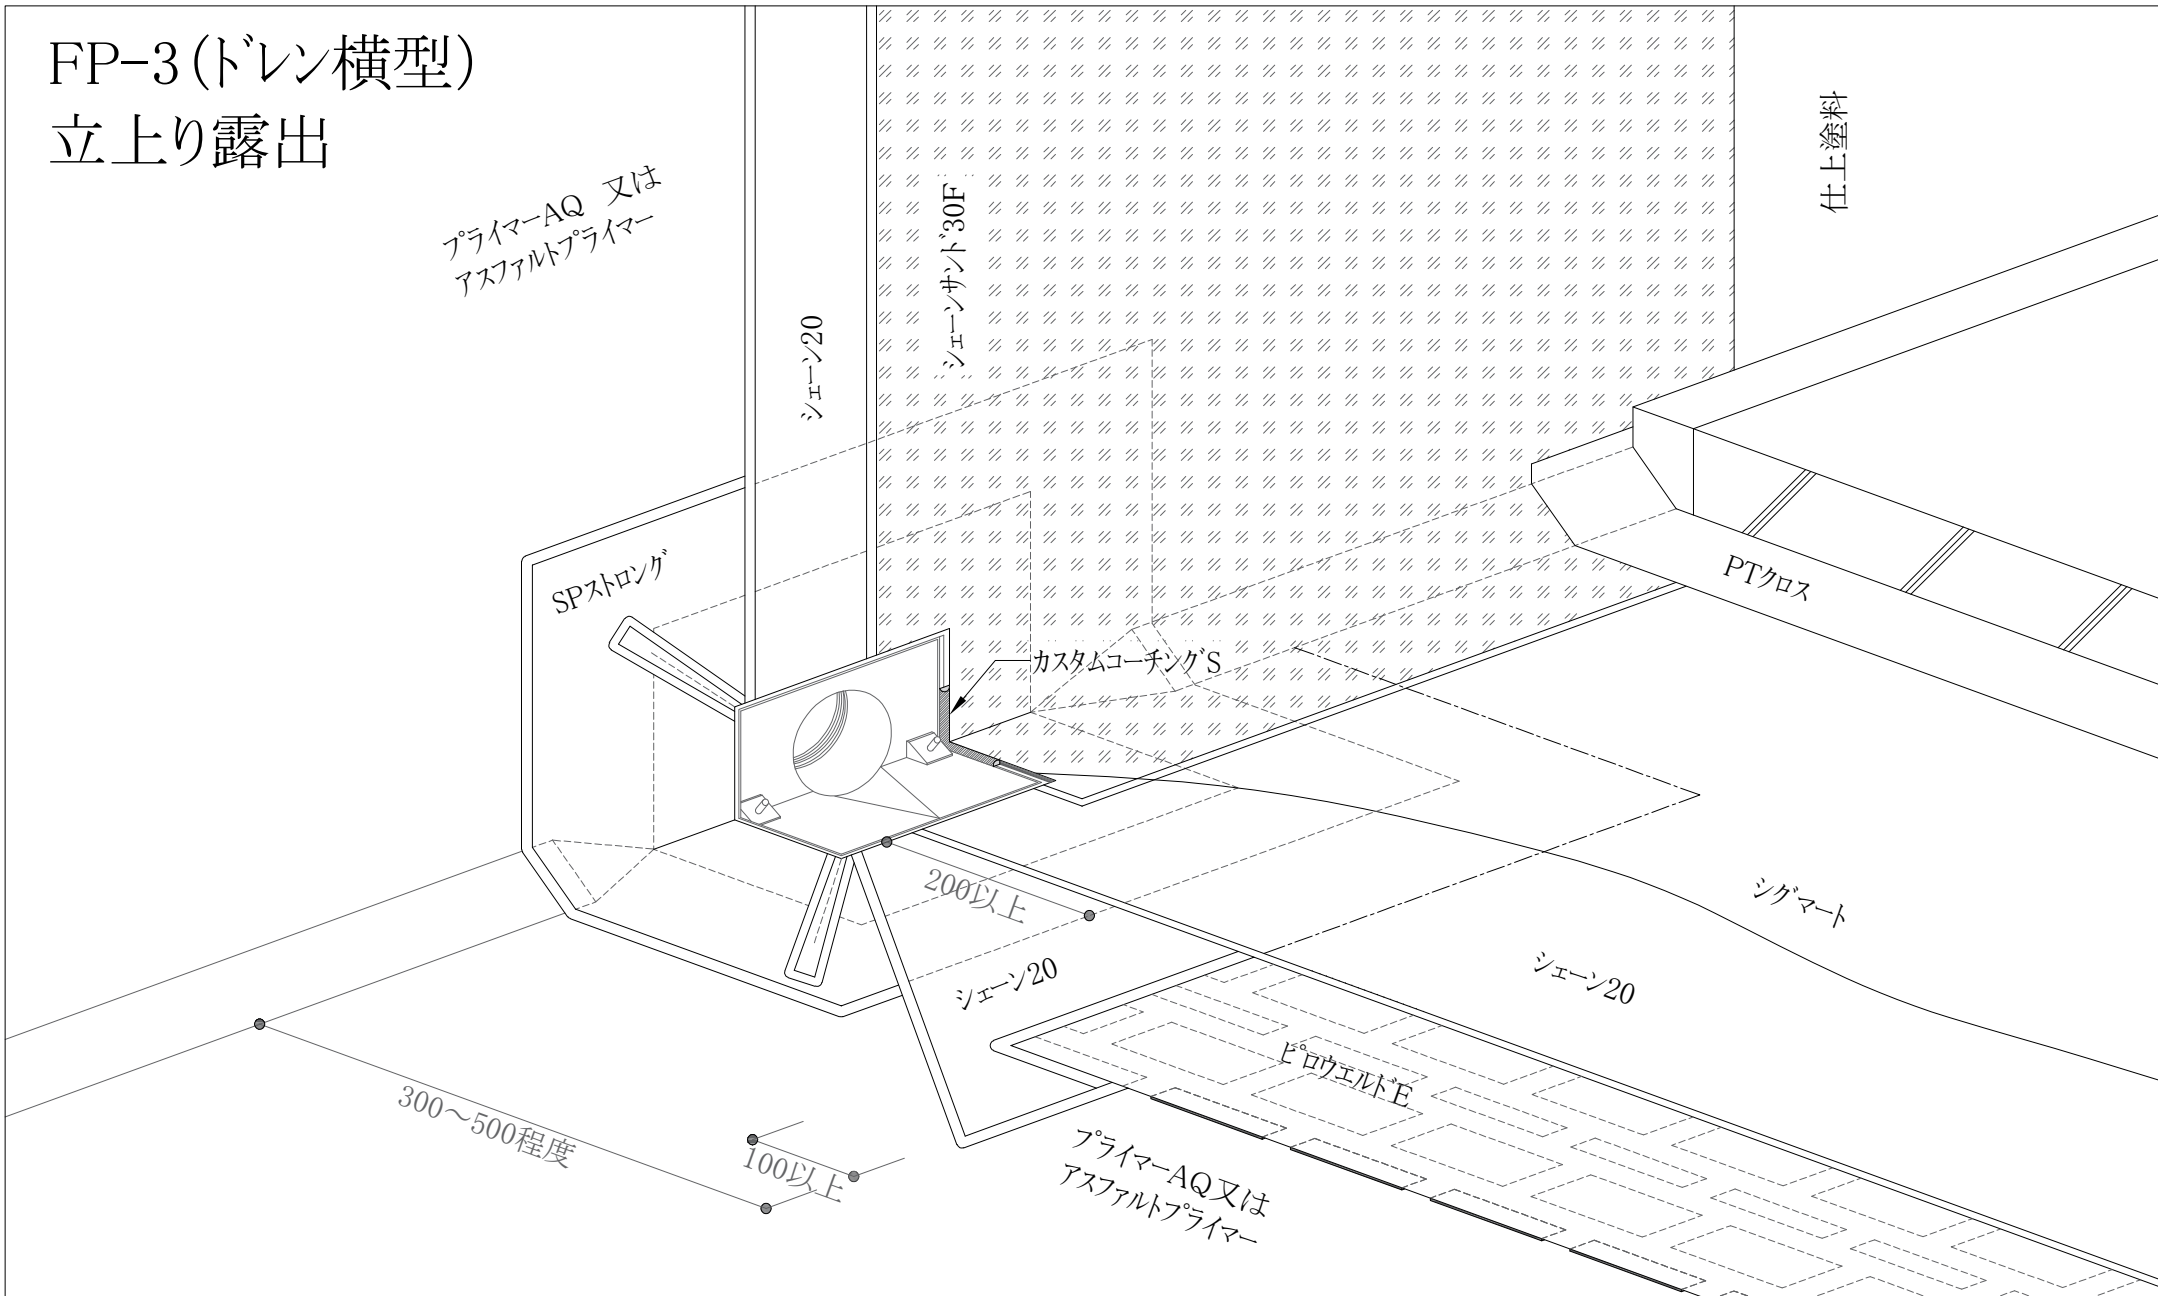 FP-3(ドレン横型)
立上り露出
プライマーAQ 又は
アスファルトプライマー
シェーン20
シェーンサンド30F
仕上塗料
SPストロング
カスタムコーチングS
PTクロス
200以上
シグマート
シェーン20
シェーン20
ピロウエルドE
300～500程度
100以上
プライマーAQ又は
アスファルトプライマー